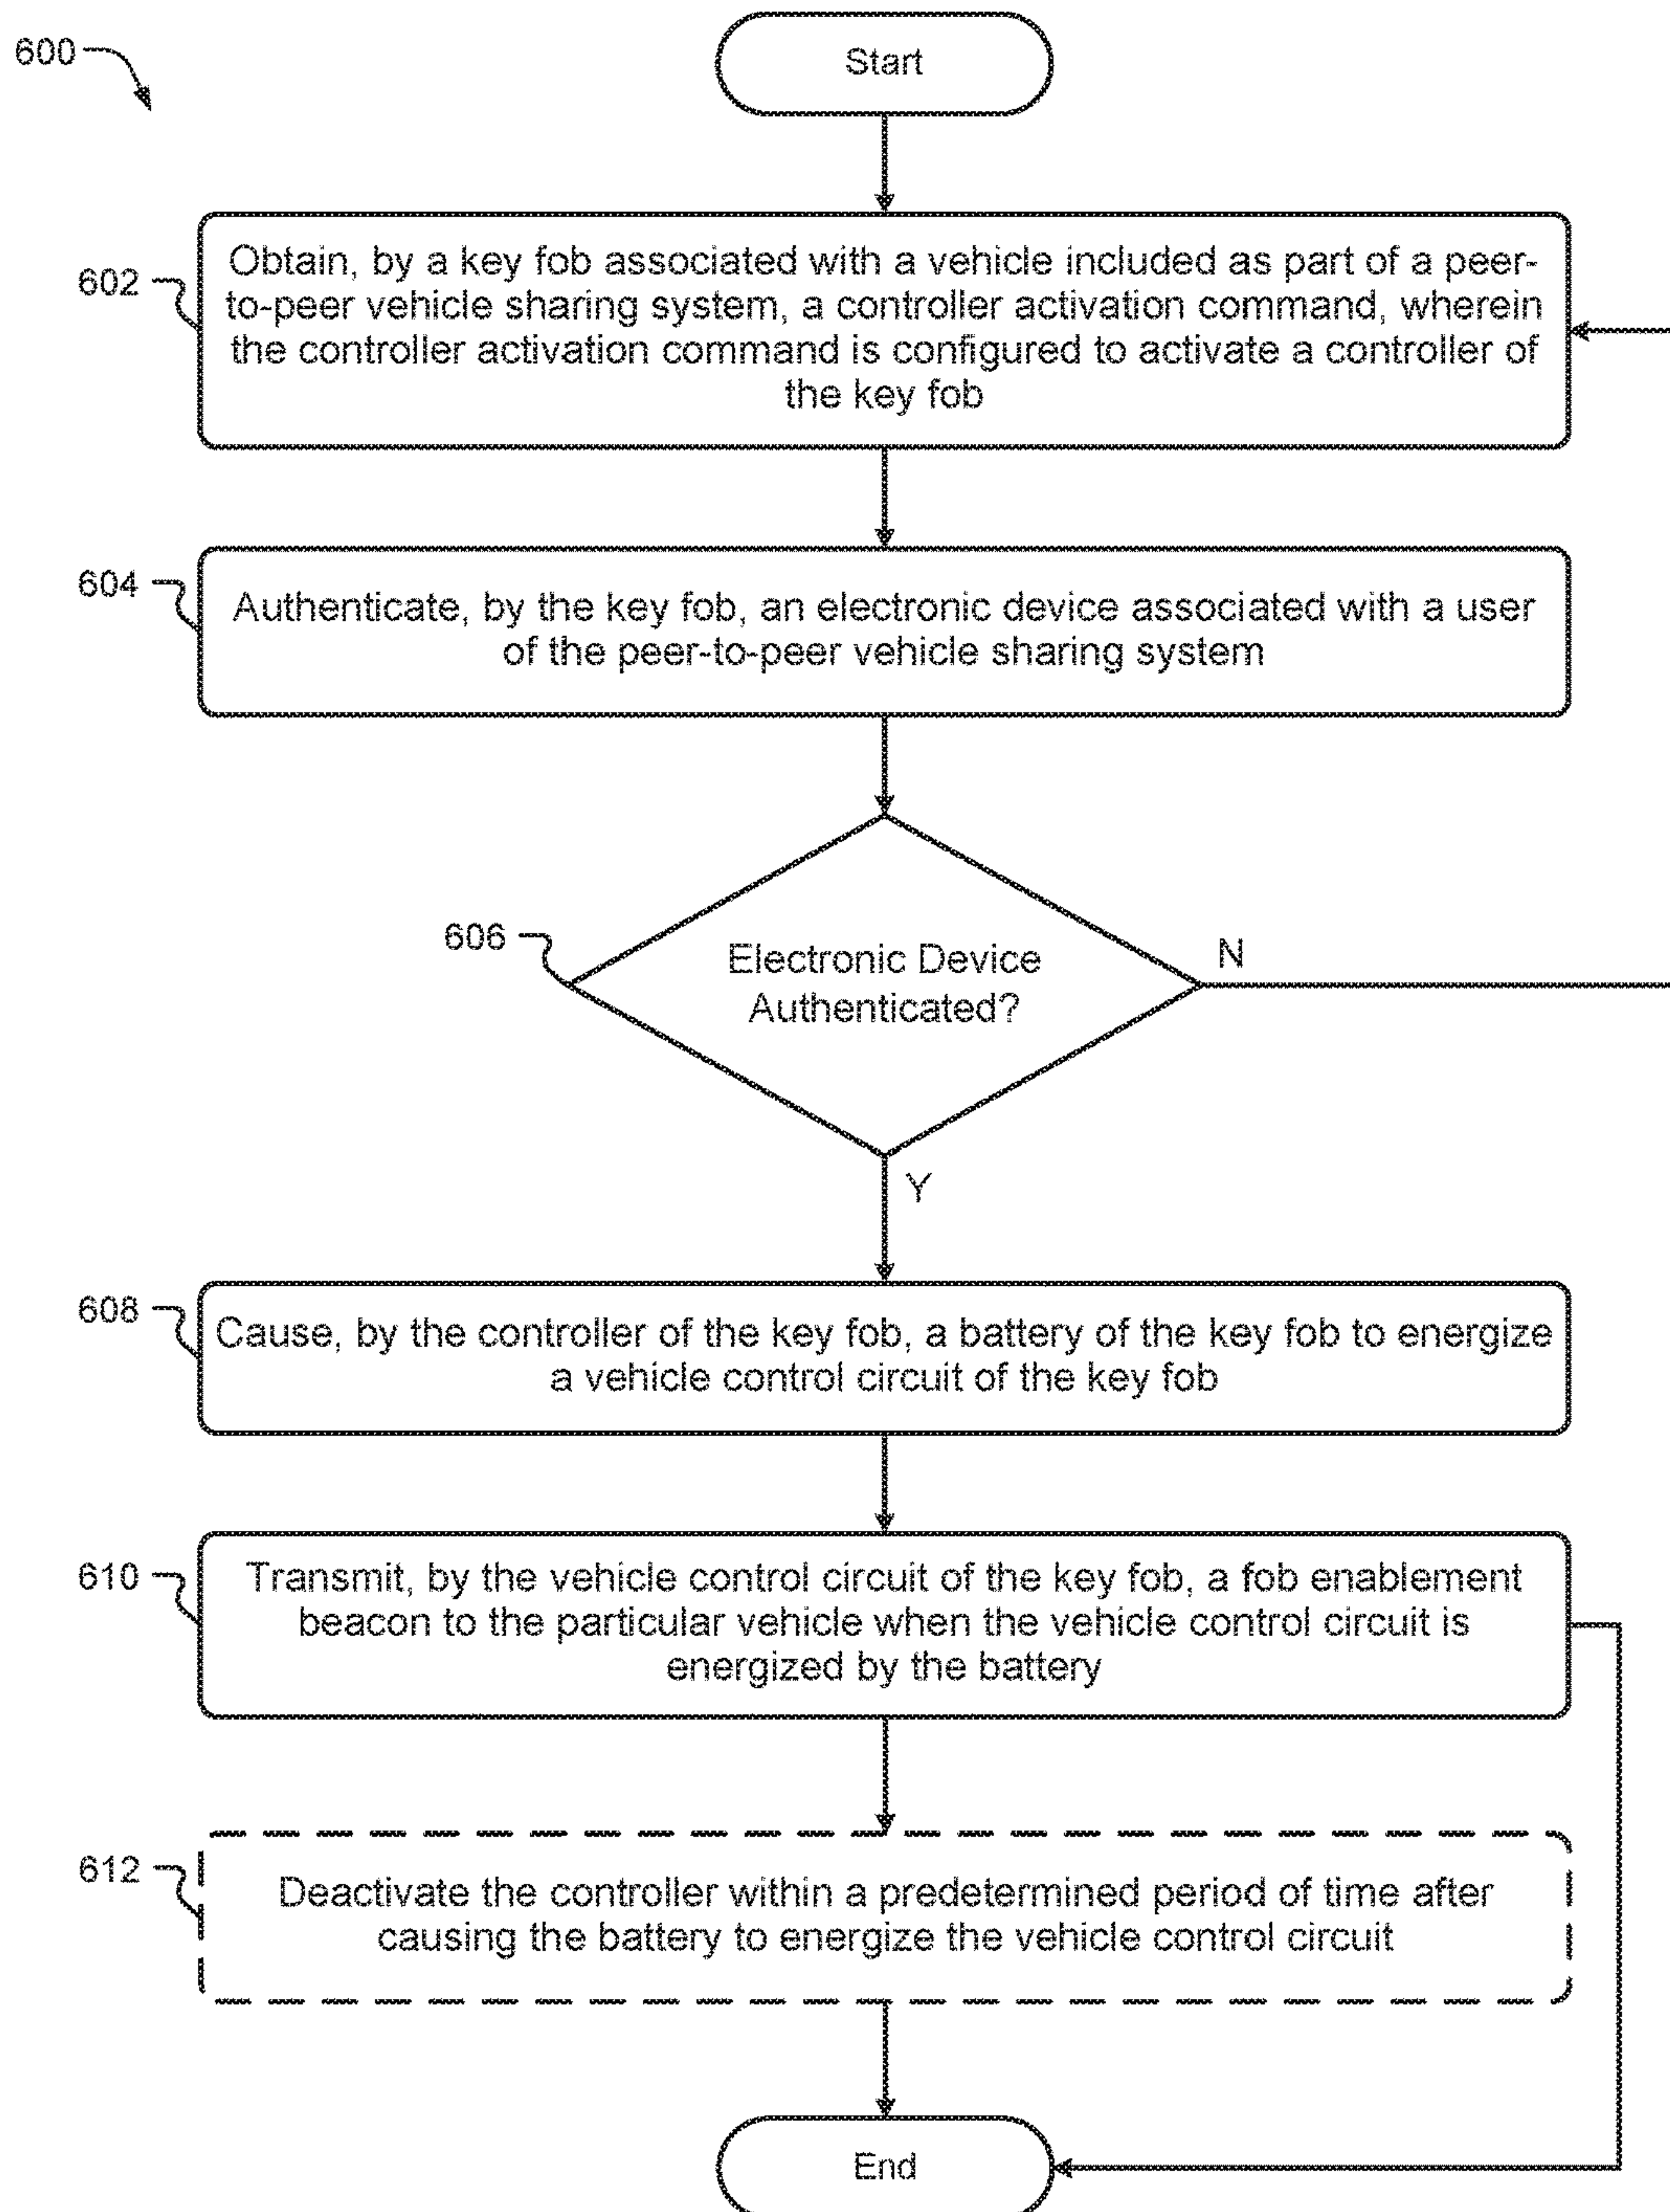 600
Start
602
Obtain, by a key fob associated with a vehicle included as part of a peer-
to-peer vehicle sharing system, a controller activation command, wherein
the controller activation command is configured to activate a controller of
the key fob
604
Authenticate, by the key fob, an electronic device associated with a user
of the peer-to-peer vehicle sharing system
606
Electronic Device
Authenticated?
N
Y
608
Cause, by the controller of the key fob, a battery of the key fob to energize
a vehicle control circuit of the key fob
610
Transmit, by the vehicle control circuit of the key fob, a fob enablement
beacon to the particular vehicle when the vehicle control circuit is
energized by the battery
612
Deactivate the controller within a predetermined period of time after
causing the battery to energize the vehicle control circuit
End